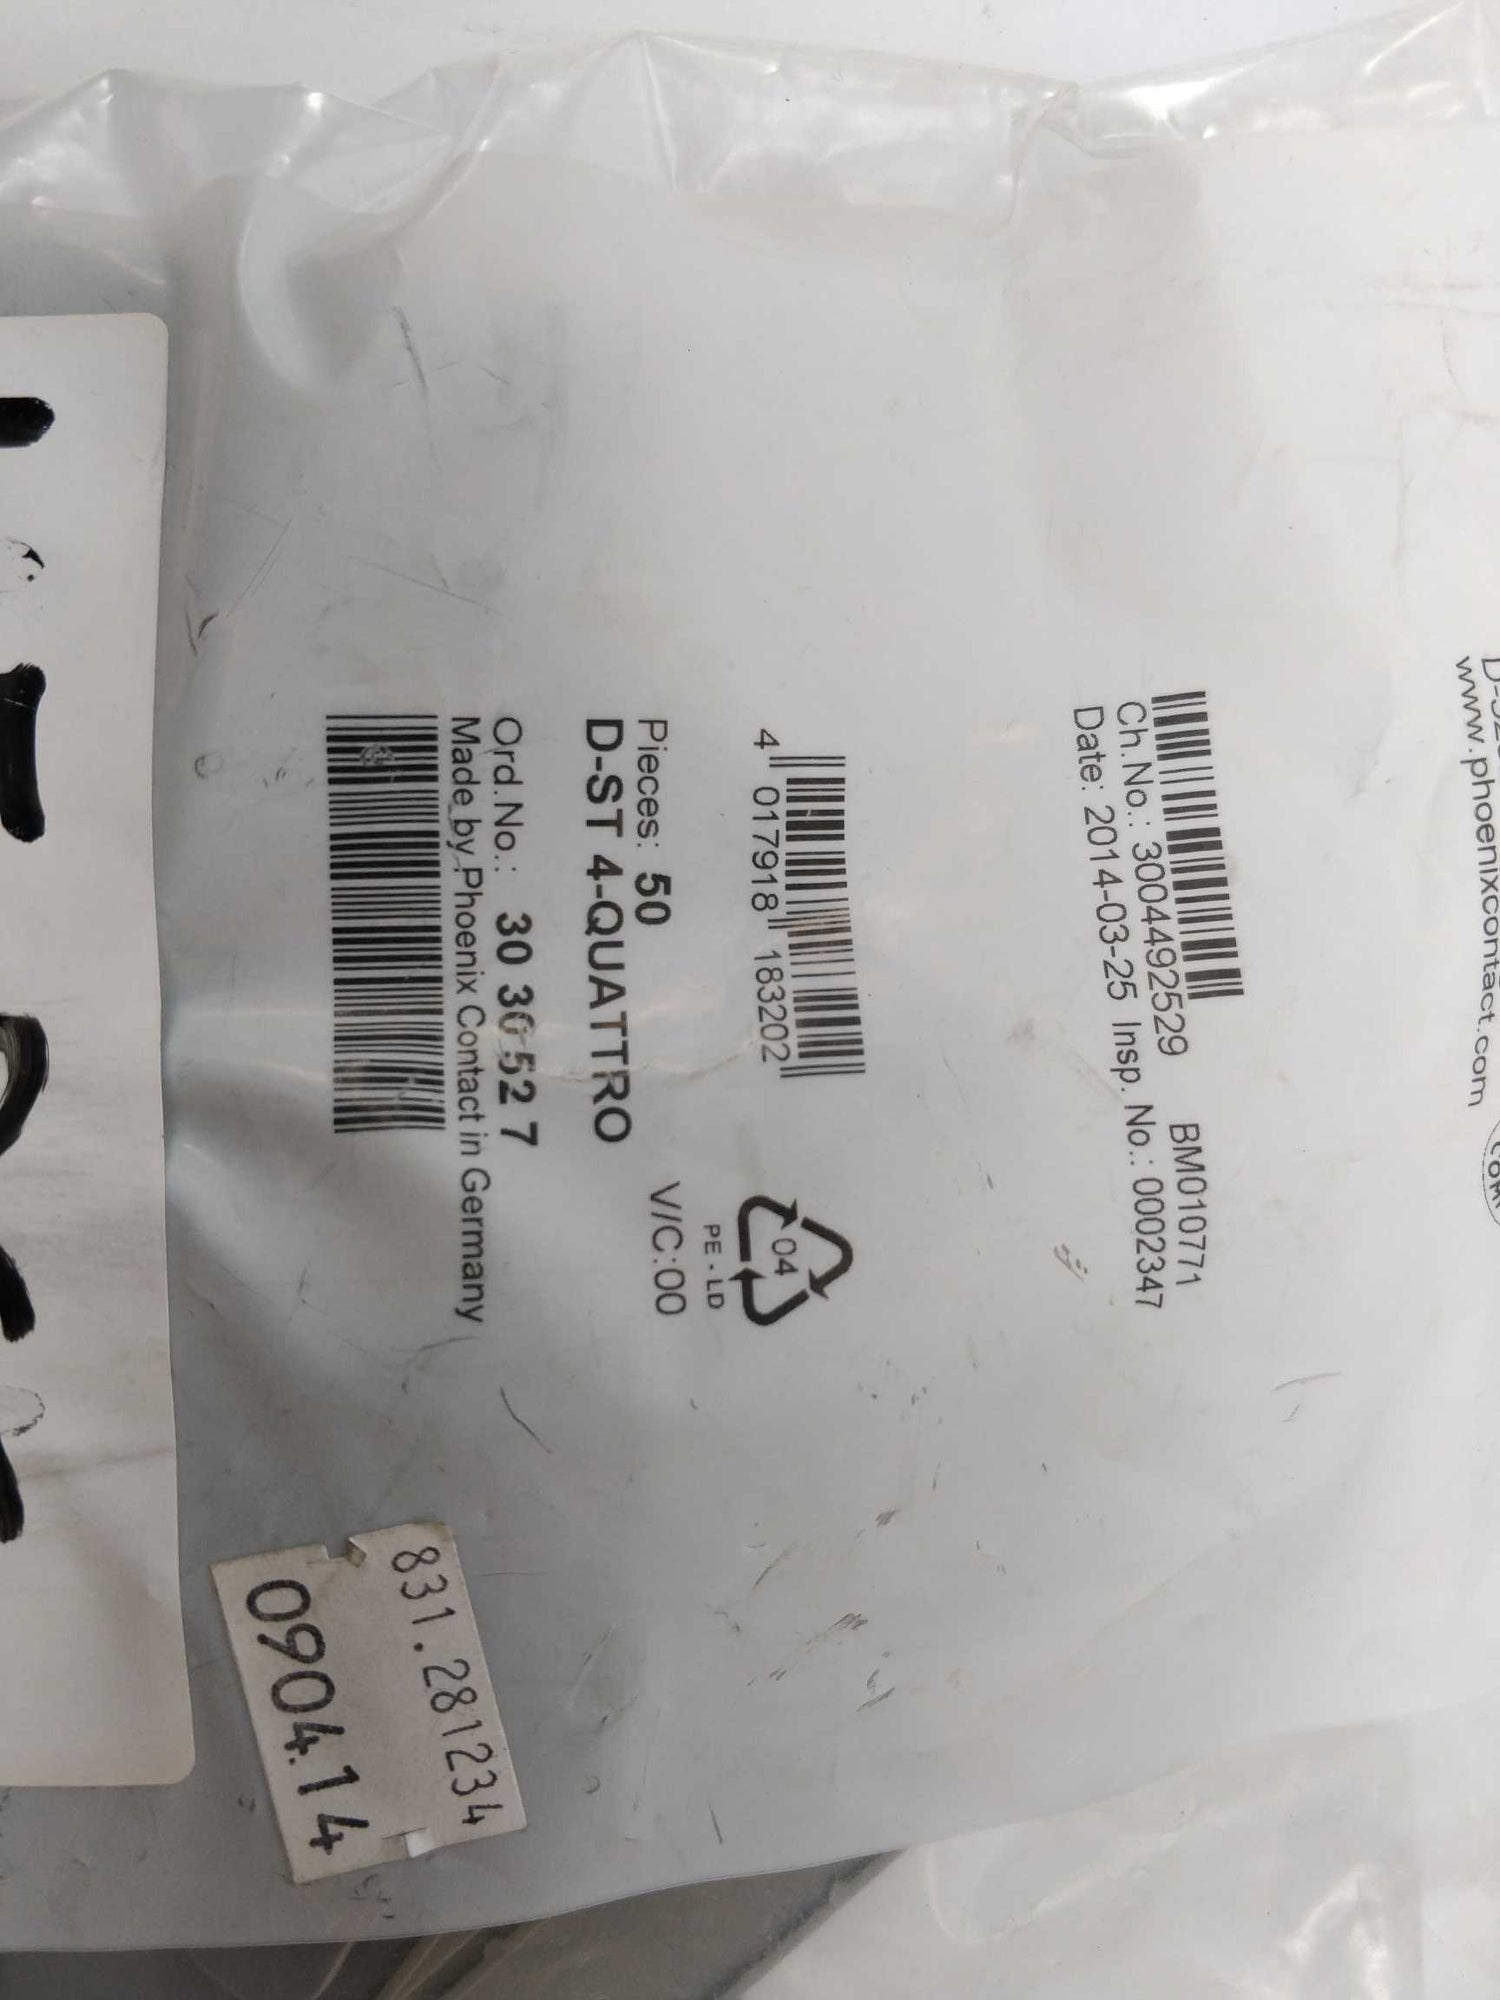 www.phoenixcontact.com
BM010771
Ch.No.: 3004492529
Date: 2014-03-25 Insp. No.: 0002347
4 017918 183202
04
PE-LD
Pieces: 50 V/C:00
D-ST 4-QUATTRO
Ord.No.: 30 30 52 7
Made by Phoenix Contact in Germany
831.281234
0904.14